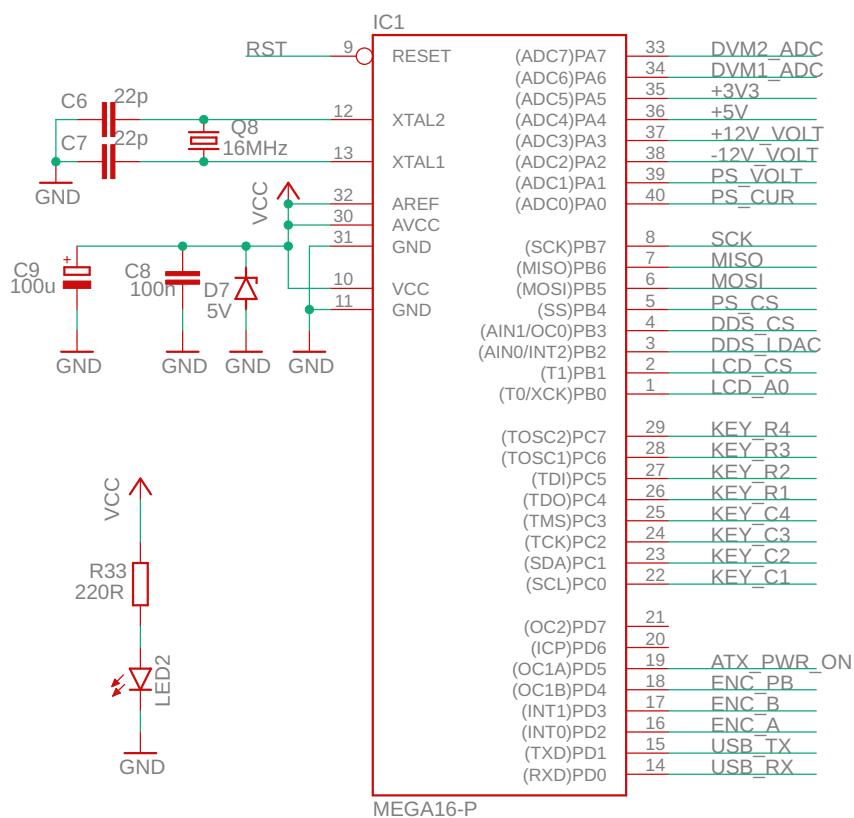 IC1
RST 9 RESET (ADC7)PA7 33 DVM2_ADC
(ADC6)PA6 34 DVM1_ADC
(ADC5)PA5 35 +3V3
C6 22p 12 XTAL2 (ADC4)PA4 36 +5V
C7 22p Q8 (ADC3)PA3 37 +12V_VOLT
16MHz 13 XTAL1 (ADC2)PA2 38 -12V_VOLT
GND (ADC1)PA1 39 PS_VOLT
VCC 32 AREF (ADC0)PA0 40 PS_CUR
30 AVCC
31 GND (SCK)PB7 8 SCK
+ (MISO)PB6 7 MISO
C9 C8 D7 10 VCC (MOSI)PB5 6 MOSI
100u 100n 5V 11 GND (SS)PB4 5 PS_CS
(AIN1/OC0)PB3 4 DDS_CS
(AIN0/INT2)PB2 3 DDS_LDAC
GND GND GND GND (T1)PB1 2 LCD_CS
(T0/XCK)PB0 1 LCD_A0
(TOSC2)PC7 29 KEY_R4
(TOSC1)PC6 28 KEY_R3
(TDI)PC5 27 KEY_R2
VCC (TDO)PC4 26 KEY_R1
(TMS)PC3 25 KEY_C4
(TCK)PC2 24 KEY_C3
R33 (SDA)PC1 23 KEY_C2
220R (SCL)PC0 22 KEY_C1
(OC2)PD7 21
(ICP)PD6 20
LED2 (OC1A)PD5 19 ATX_PWR_ON
(OC1B)PD4 18 ENC_PB
(INT1)PD3 17 ENC_B
(INT0)PD2 16 ENC_A
(TXD)PD1 15 USB_TX
GND (RXD)PD0 14 USB_RX
MEGA16-P